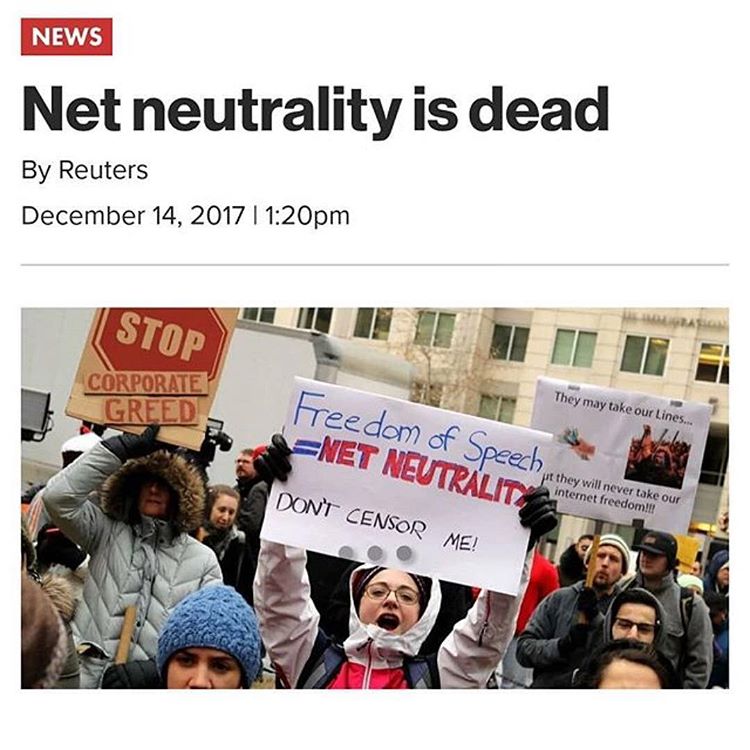 NEWS
Net neutrality is dead
By Reuters
December 14, 2017 | 1:20pm
STOP
CORPORATE
GREED
Freedom of Speech
=NET NEUTRALITY
DON'T CENSOR ME!
They may take our Lines...
ut they will never take our
internet freedom!!!